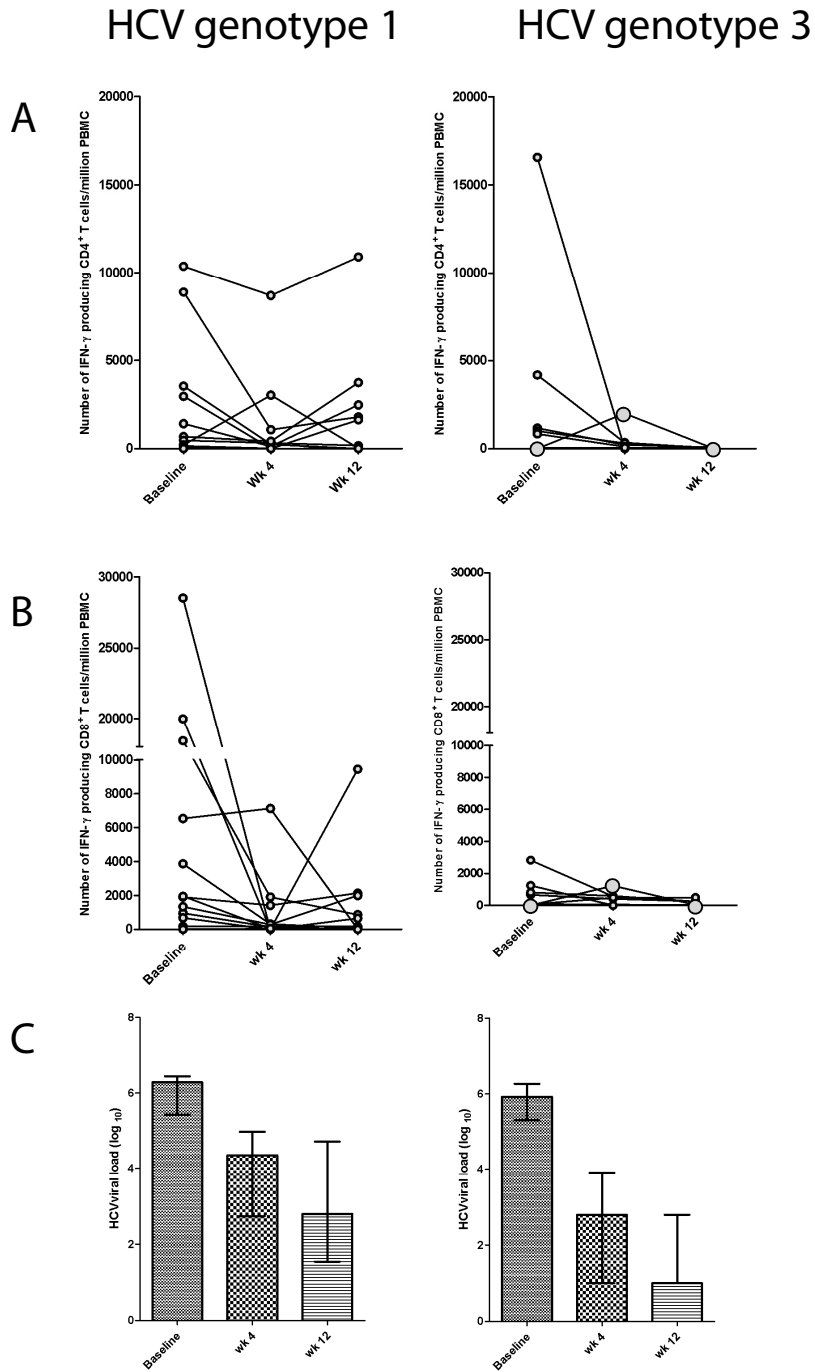 HCV genotype 1
HCV genotype 3
A
Number of IFN-γ producing CD4⁺ T cells/million PBMC
20000
15000
10000
5000
0
Baseline
Wk 4
Wk 12
Number of IFN-γ producing CD4⁺ T cells/million PBMC
20000
15000
10000
5000
0
Baseline
wk 4
wk 12
B
Number of IFN-γ producing CD8⁺ T cells/million PBMC
30000
25000
20000
10000
8000
6000
4000
2000
0
Baseline
wk 4
wk 12
Number of IFN-γ producing CD8⁺ T cells/million PBMC
30000
25000
20000
10000
8000
6000
4000
2000
0
Baseline
wk 4
wk 12
C
HCV viral load (log ₁₀)
8
6
4
2
0
Baseline
wk 4
wk 12
HCV viral load (log ₁₀)
8
6
4
2
0
Baseline
wk 4
wk 12